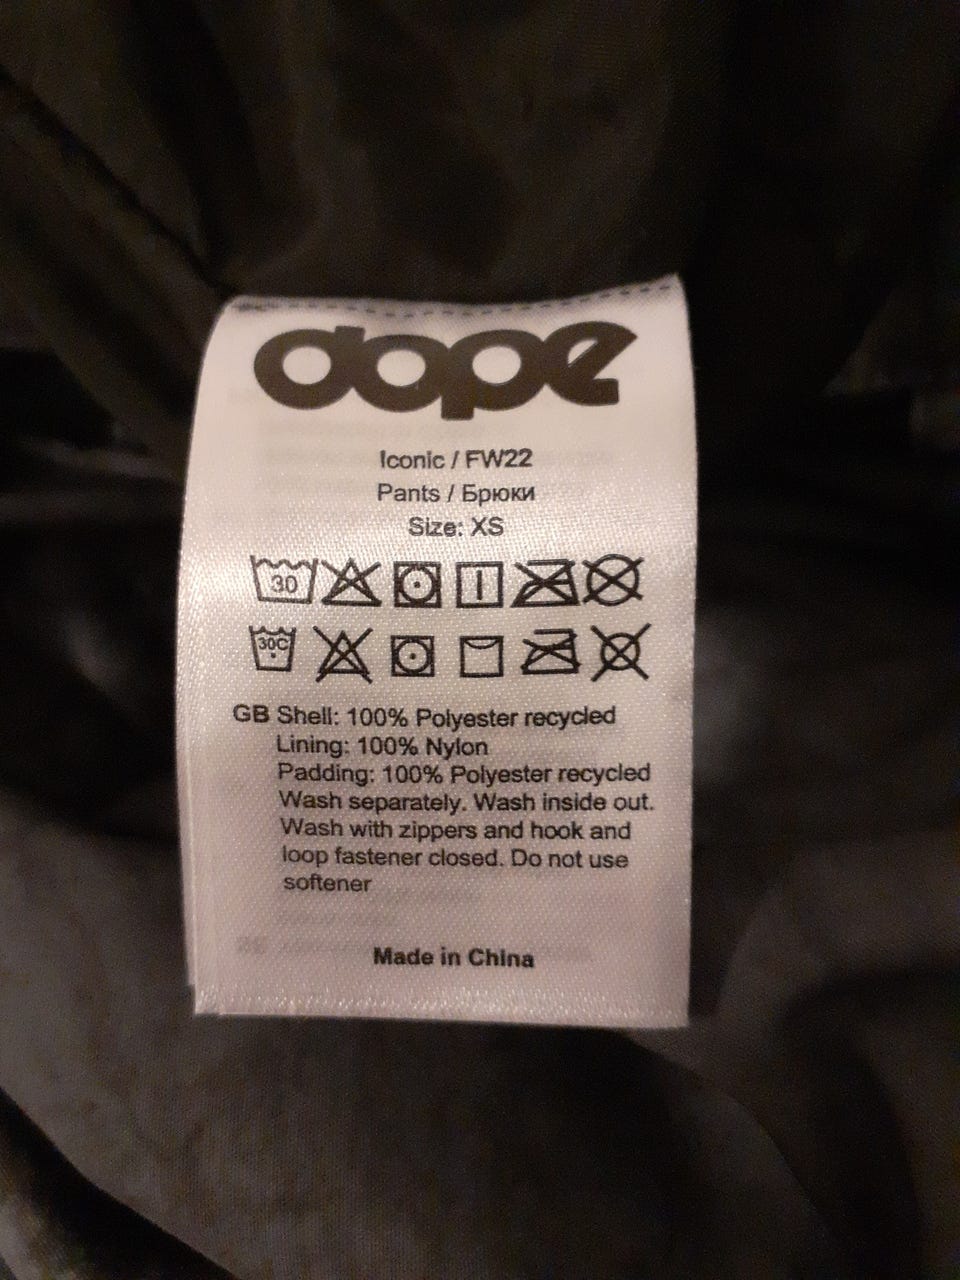 dope
Iconic / FW22
Pants / Брюки
Size: XS
30
30C
GB Shell: 100% Polyester recycled
Lining: 100% Nylon
Padding: 100% Polyester recycled
Wash separately. Wash inside out.
Wash with zippers and hook and
loop fastener closed. Do not use
softener
Made in China